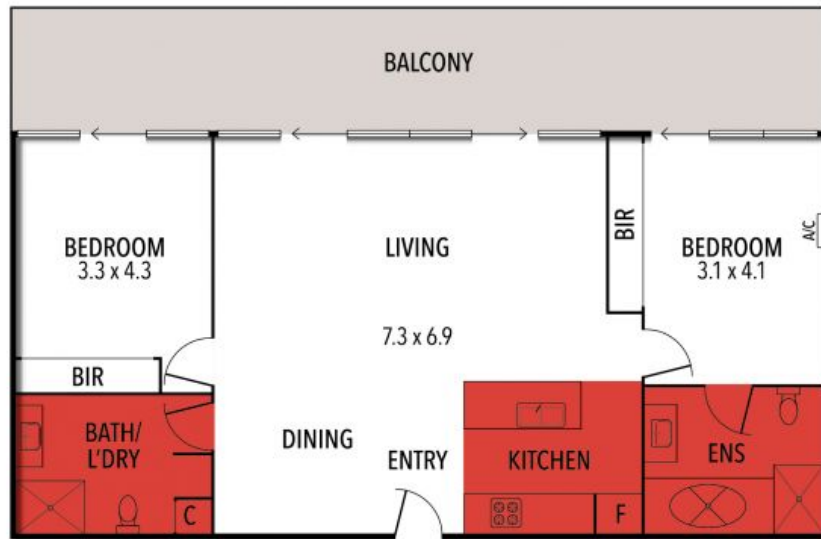 BALCONY
BEDROOM
3.3 x 4.3
LIVING
BIR
BEDROOM
3.1 x 4.1
A/C
7.3 x 6.9
BIR
BATH/
L'DRY
DINING
ENTRY
KITCHEN
ENS
C
F